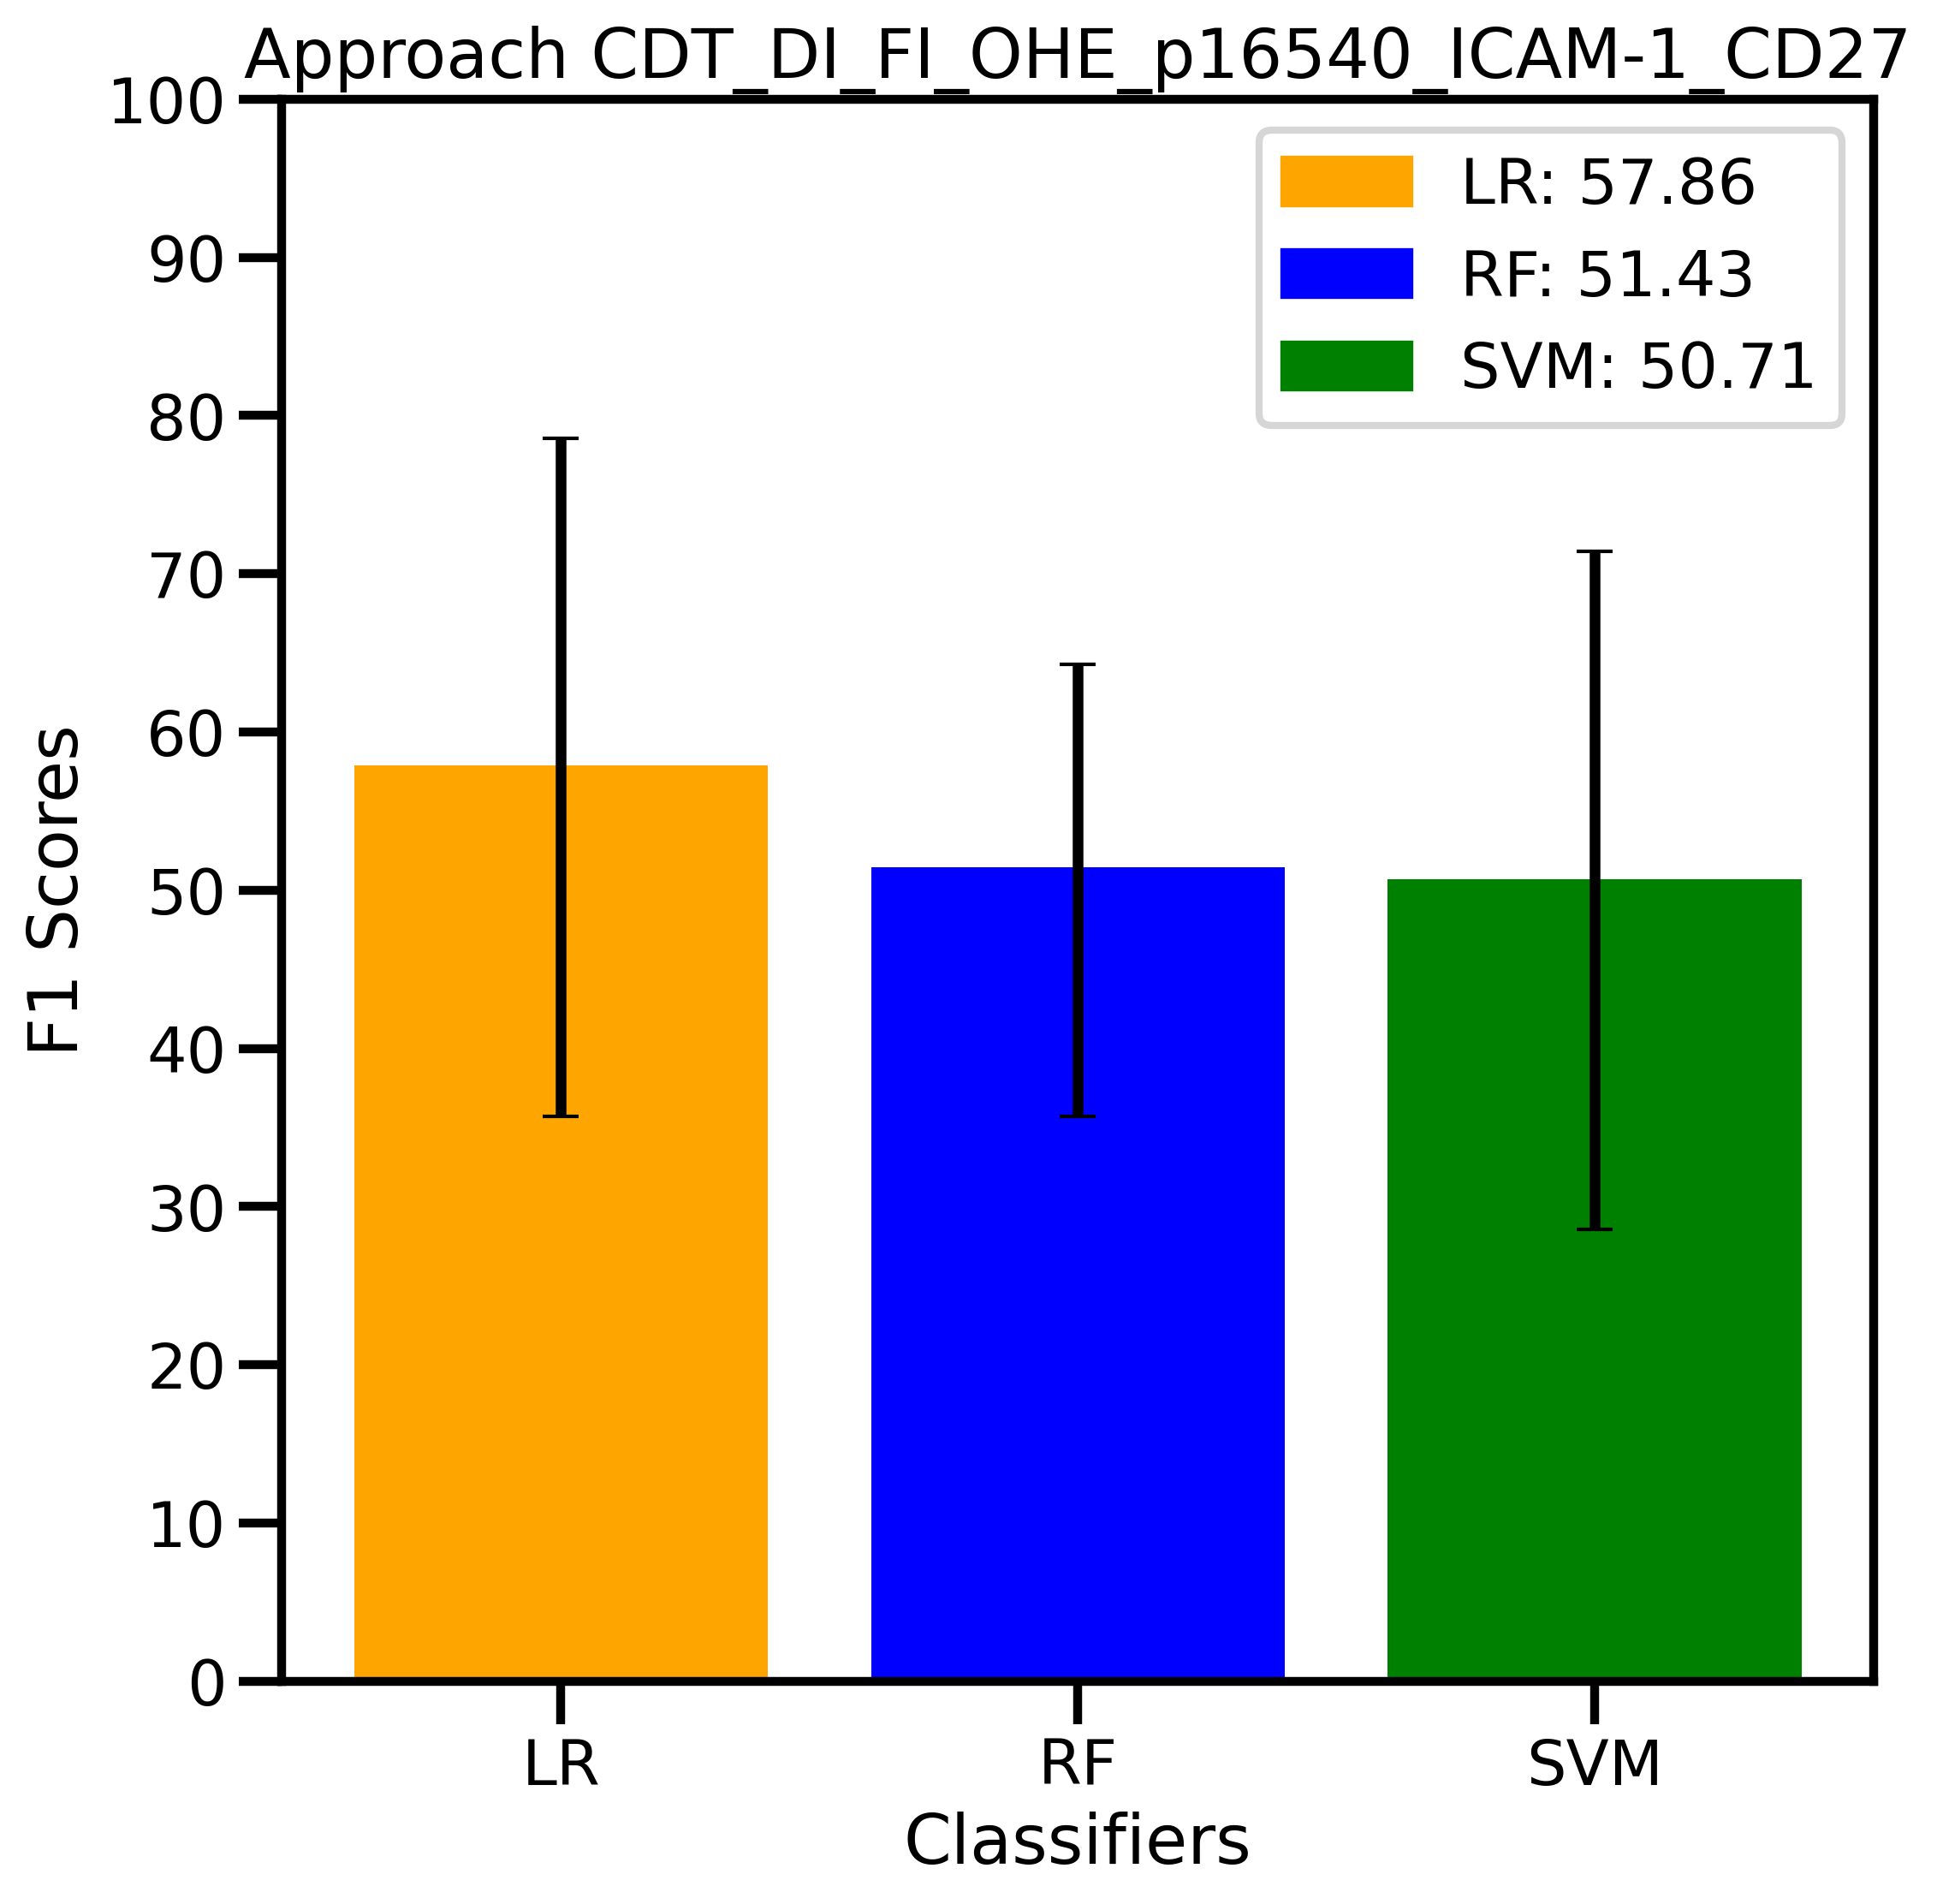 Approach CDT_DI_FI_OHE_p16540_ICAM-1_CD27
100
90
80
70
60
50
40
30
20
10
0
F1 Scores
LR: 57.86
RF: 51.43
SVM: 50.71
LR
RF
SVM
Classifiers